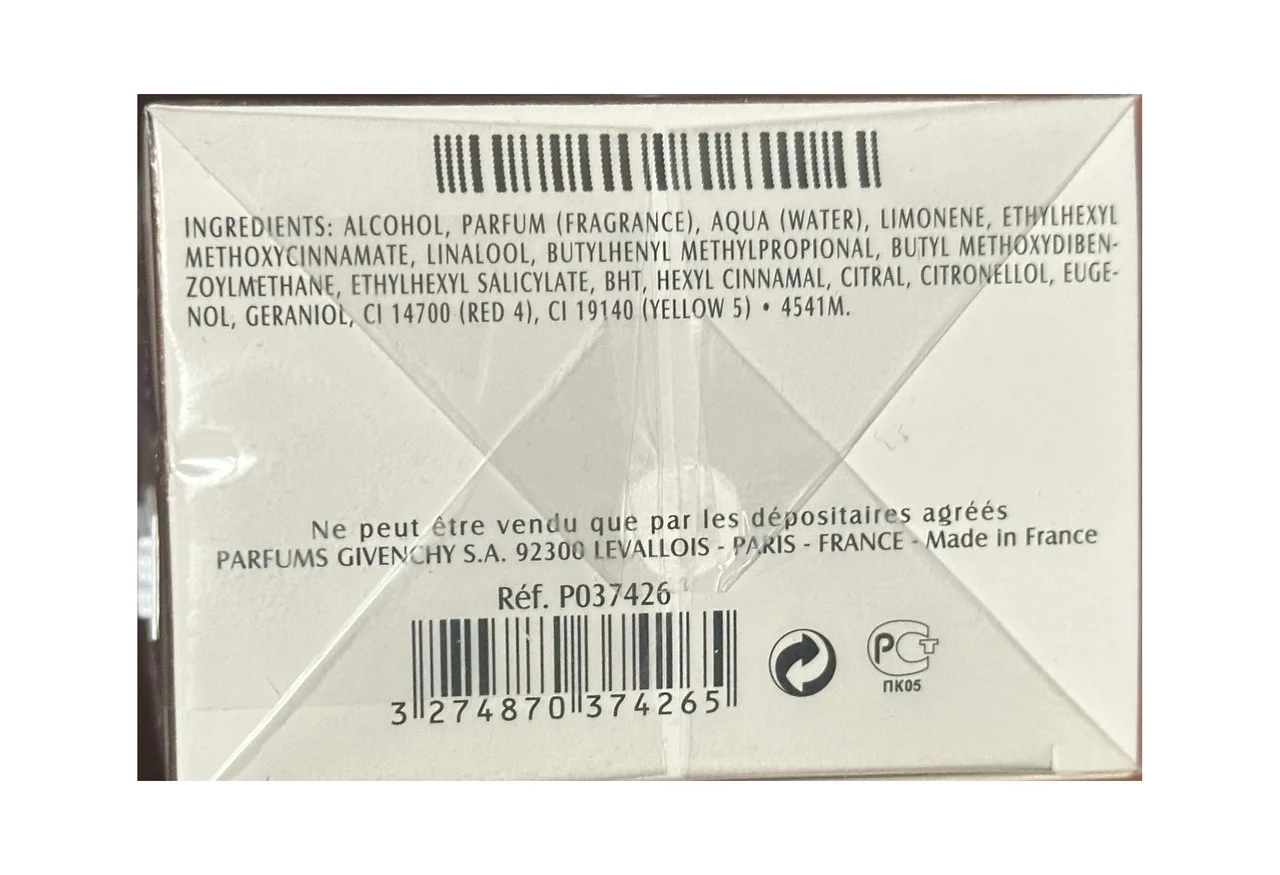 INGREDIENTS: ALCOHOL, PARFUM (FRAGRANCE), AQUA (WATER), LIMONENE, ETHYLHEXYL
METHOXYCINNAMATE, LINALOOL, BUTYLHENYL METHYLPROPIONAL, BUTYL METHOXYDIBEN-
ZOYLMETHANE, ETHYLHEXYL SALICYLATE, BHT, HEXYL CINNAMAL, CITRAL, CITRONELLOL, EUGE-
NOL, GERANIOL, CI 14700 (RED 4), CI 19140 (YELLOW 5) • 4541M.
Ne peut être vendu que par les dépositaires agréés
PARFUMS GIVENCHY S.A. 92300 LEVALLOIS - PARIS - FRANCE - Made in France
Réf. P037426
3 274870 374265
РСТ
ПК05